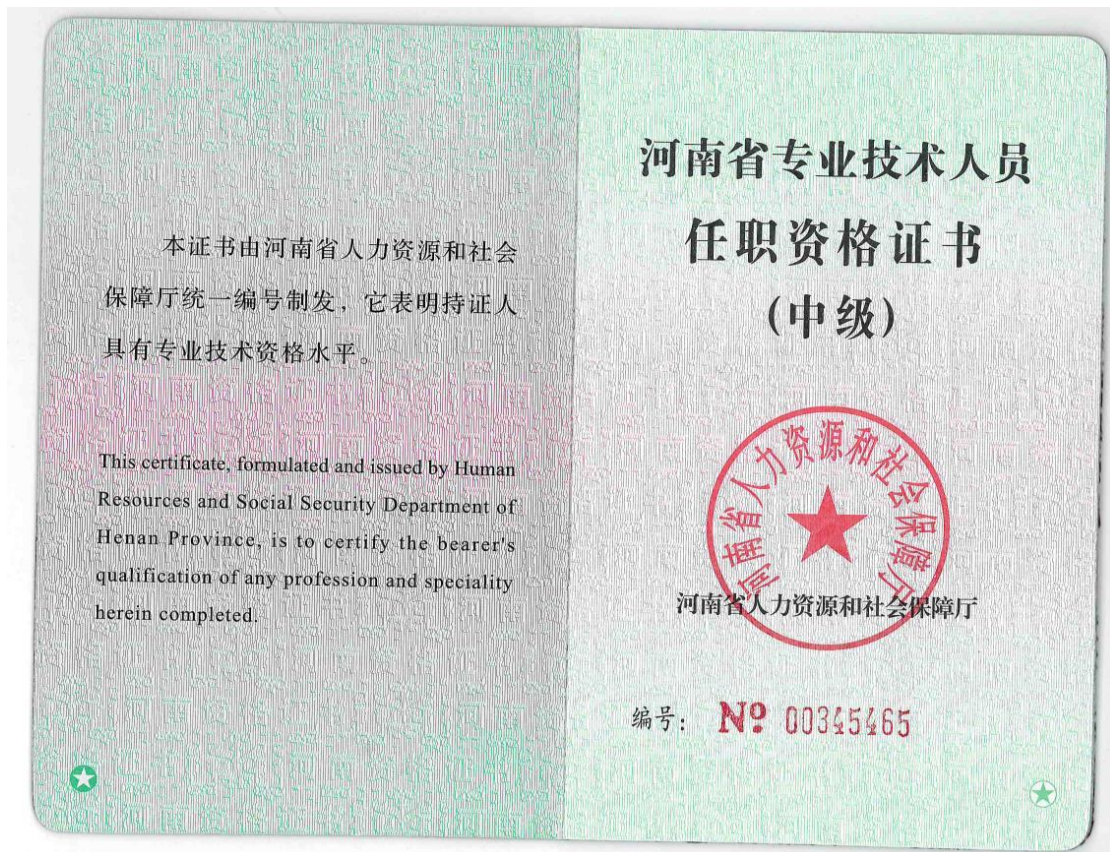 本证书由河南省人力资源和社会
保障厅统一编号制发，它表明持证人
具有专业技术资格水平。
This certificate, formulated and issued by Human
Resources and Social Security Department of
Henan Province, is to certify the bearer's
qualification of any profession and speciality
herein completed.
河南省专业技术人员
任职资格证书
（中级）
河南省人力资源和社会保障厅
河南省人力资源和社会保障厅
编号： Nº 00345465